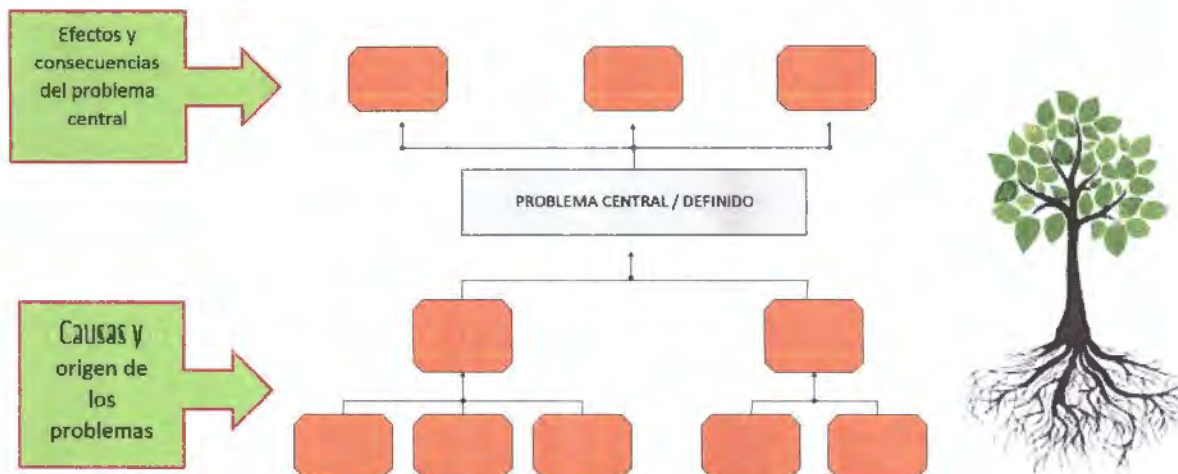 Efectos y
consecuencias
del problema
central
PROBLEMA CENTRAL / DEFINIDO
Causas y
origen de
los
problemas